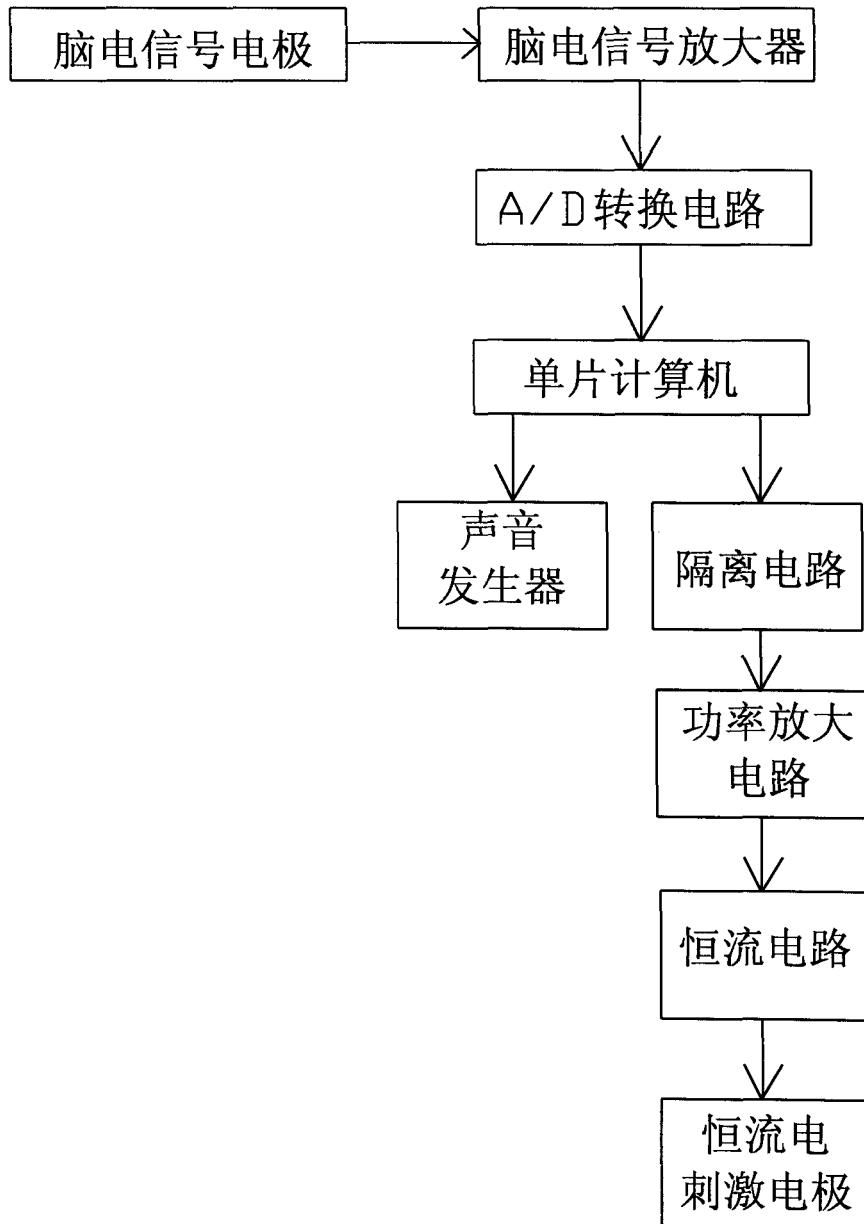 脑电信号电极
脑电信号放大器
A/D转换电路
单片计算机
声音
发生器
隔离电路
功率放大
电路
恒流电路
恒流电
刺激电极